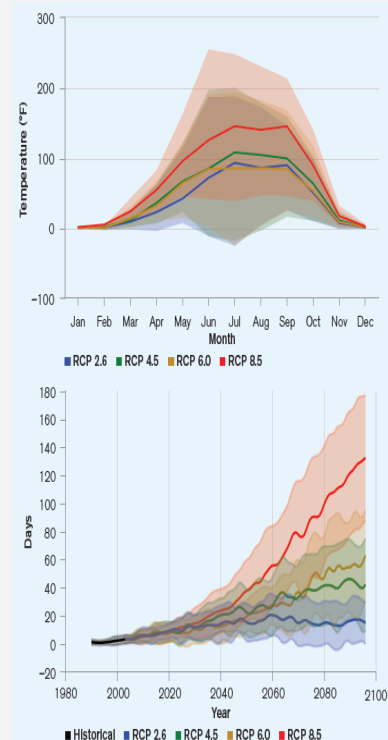 300
200
100
0
−100
Temperature (°F)
Jan Feb Mar Apr May Jun Jul Aug Sep Oct Nov Dec
Month
RCP 2.6 RCP 4.5 RCP 6.0 RCP 8.5
180
160
140
120
100
80
60
40
20
0
−20
Days
1980 2000 2020 2040 2060 2080 2100
Year
Historical RCP 2.6 RCP 4.5 RCP 6.0 RCP 8.5